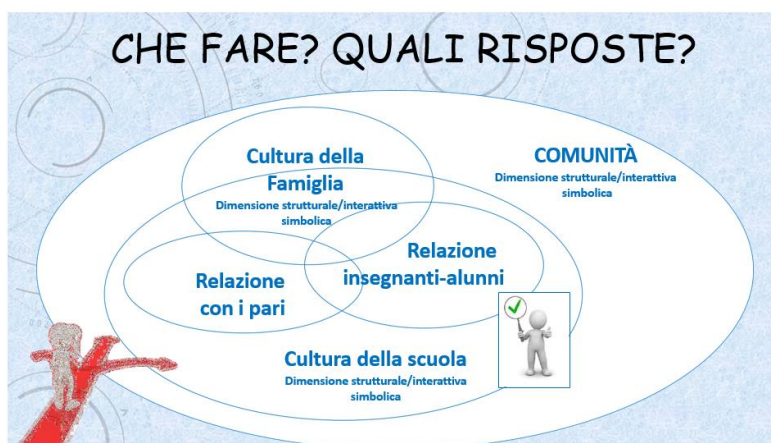 CHE FARE? QUALI RISPOSTE?
Cultura della
Famiglia
Dimensione strutturale/interattiva
simbolica
COMUNITÀ
Dimensione strutturale/interattiva
simbolica
Relazione
insegnanti-alunni
Relazione
con i pari
Cultura della scuola
Dimensione strutturale/interattiva
simbolica